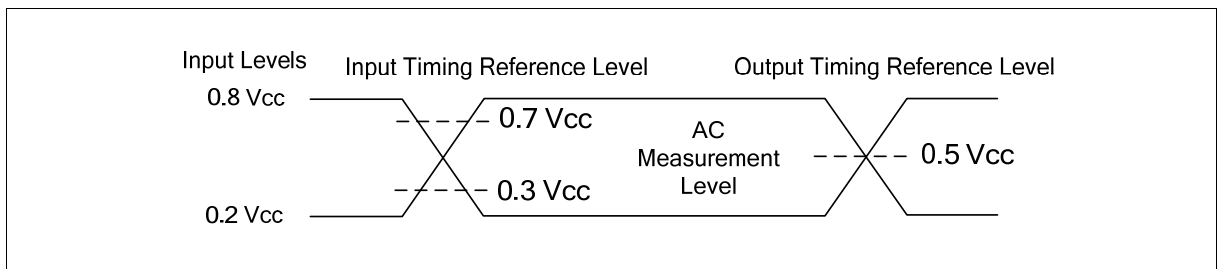 Input Levels
Input Timing Reference Level
Output Timing Reference Level
0.8 Vcc
0.7 Vcc
AC
Measurement
Level
0.5 Vcc
0.3 Vcc
0.2 Vcc